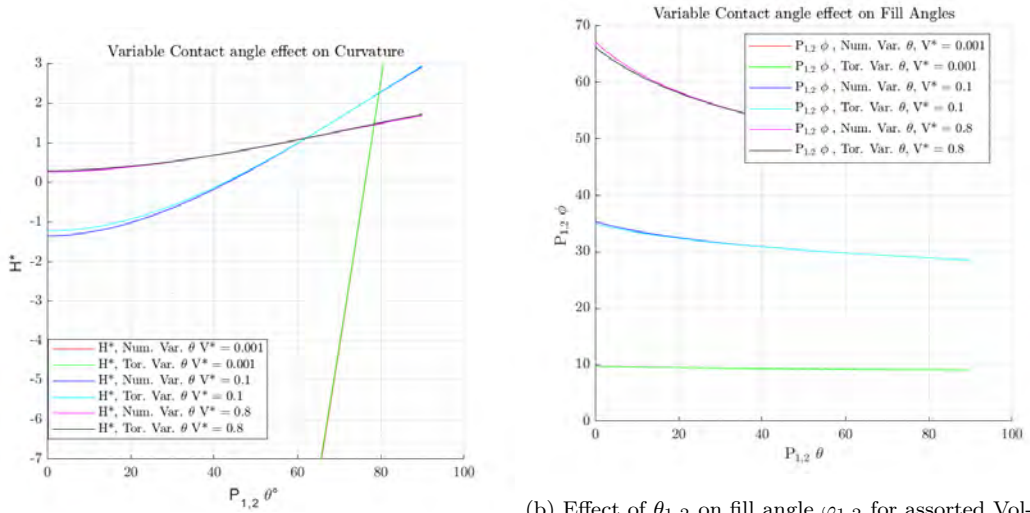 Variable Contact angle effect on Curvature
3
2
1
0
-1
-2
-3
-4
-5
-6
-7
H*
H*, Num. Var. θ V* = 0.001
H*, Tor. Var. θ V* = 0.001
H*, Num. Var. θ V* = 0.1
H*, Tor. Var. θ V* = 0.1
H*, Num. Var. θ V* = 0.8
H*, Tor. Var. θ V* = 0.8
0 20 40 60 80 100
P1,2 θ°
Variable Contact angle effect on Fill Angles
70
60
50
40
30
20
10
0
P1,2 ϕ
P1,2 ϕ , Num. Var. θ, V* = 0.001
P1,2 ϕ , Tor. Var. θ, V* = 0.001
P1,2 ϕ , Num. Var. θ, V* = 0.1
P1,2 ϕ , Tor. Var. θ, V* = 0.1
P1,2 ϕ , Num. Var. θ, V* = 0.8
P1,2 ϕ , Tor. Var. θ, V* = 0.8
0 20 40 60 80 100
P1,2 θ
(b) Effect of θ1,2 on fill angle φ1,2 for assorted Vol-